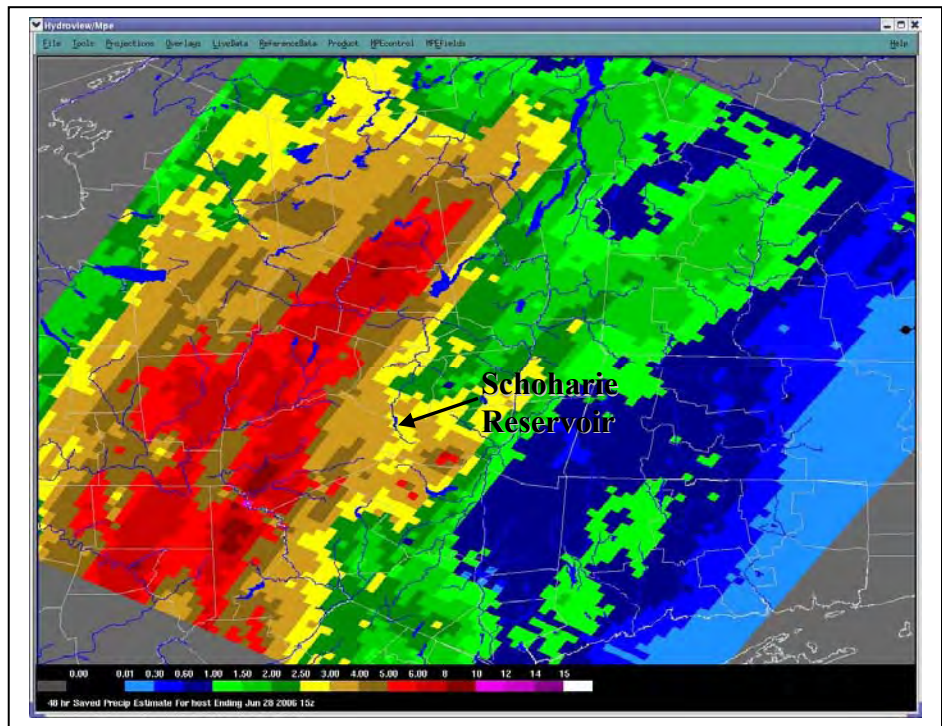 Hydroview/Mpe
File Tools Projections Overlays LiveData ReferenceData Product MPEcontrol MPEFields Help
Schoharie
Reservoir
0.00 0.01 0.30 0.60 1.00 1.50 2.00 2.50 3.00 4.00 5.00 6.00 8 10 12 14 15
48 hr Saved Precip Estimate For host Ending Jun 28 2006 15z